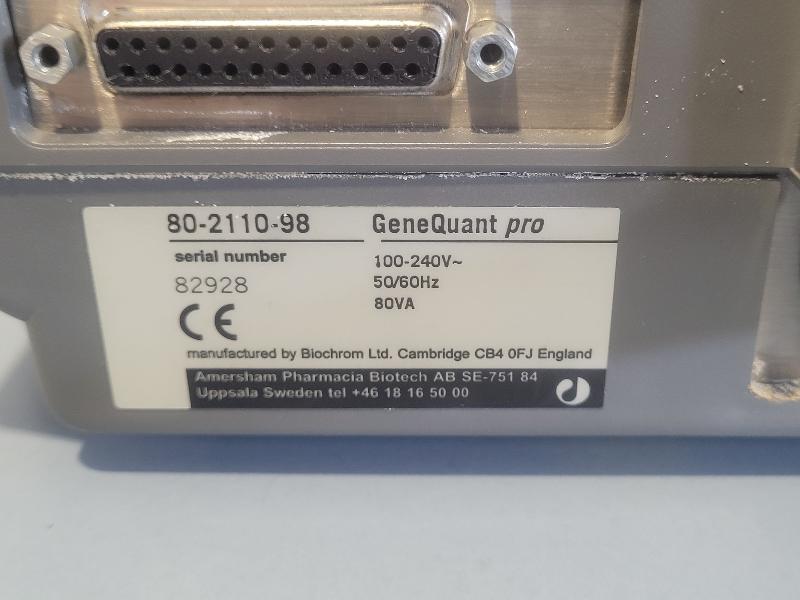 80-2110-98 GeneQuant pro
serial number
82928
100-240V~
50/60Hz
80VA
CE
manufactured by Biochrom Ltd. Cambridge CB4 0FJ England
Amersham Pharmacia Biotech AB SE-751 84
Uppsala Sweden tel +46 18 16 50 00